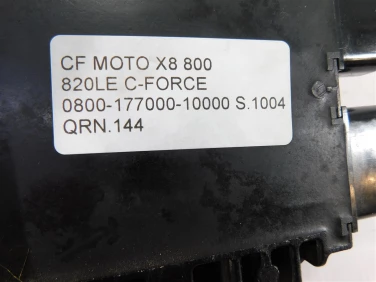 CF MOTO X8 800
820LE C-FORCE
0800-177000-10000 S.1004
QRN.144